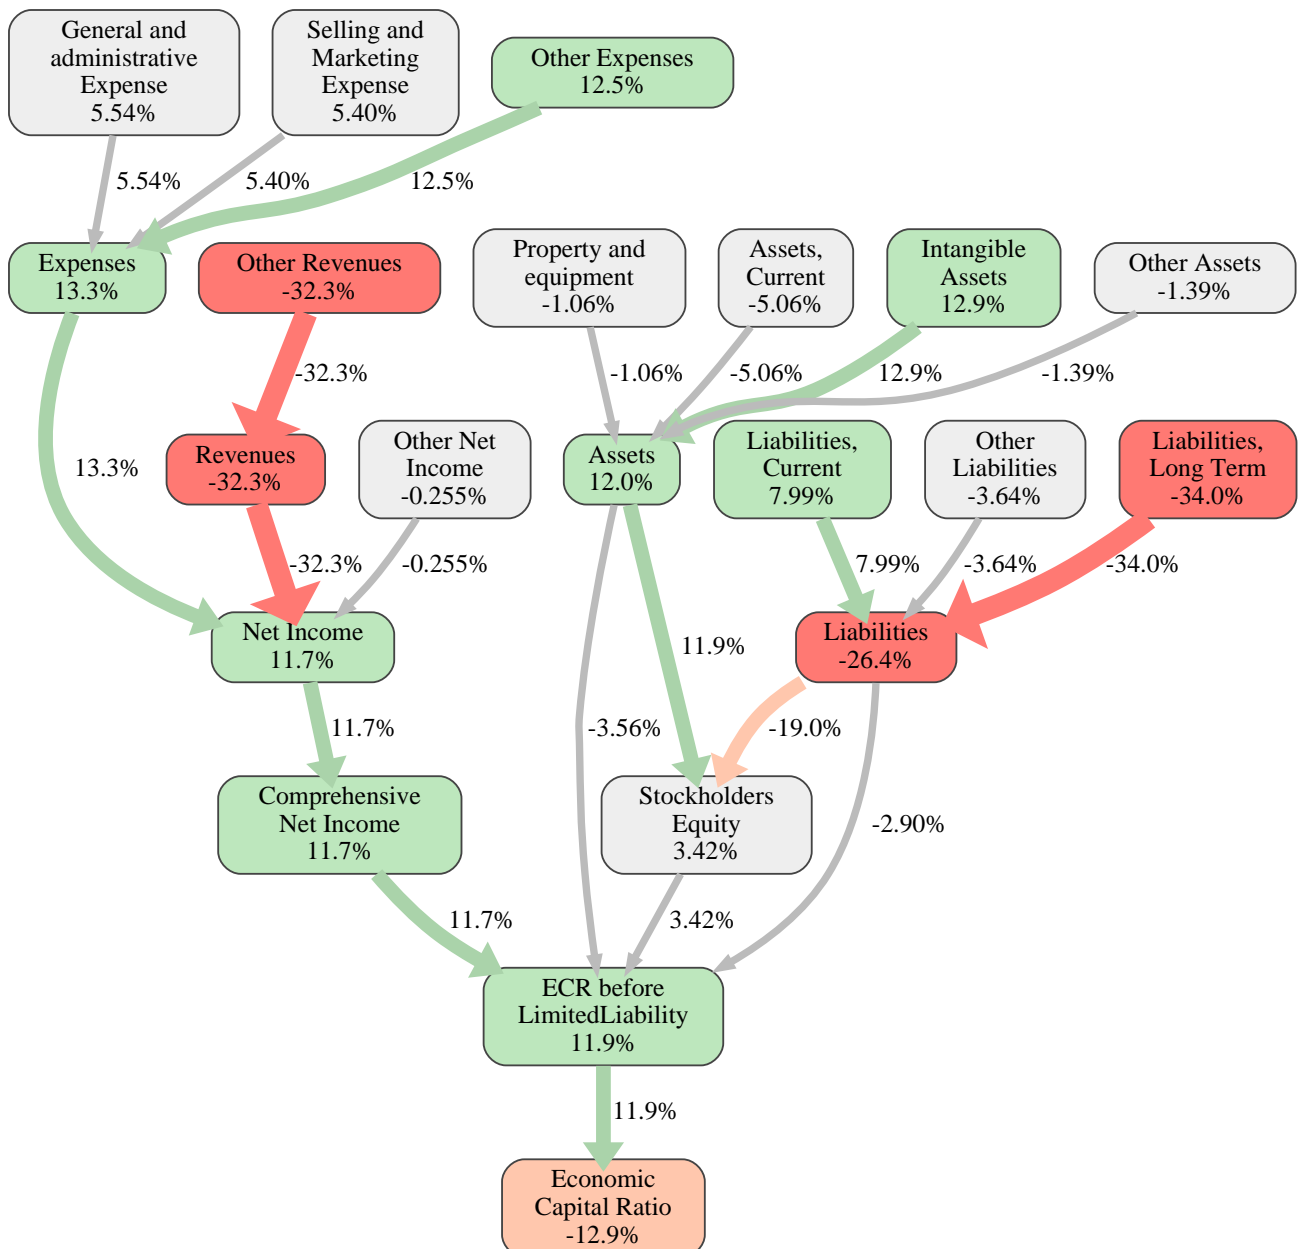 General and
administrative
Expense
5.54%
Selling and
Marketing
Expense
5.40%
Other Expenses
12.5%
5.54%
5.40%
12.5%
Expenses
13.3%
Other Revenues
-32.3%
Property and
equipment
-1.06%
Assets,
Current
-5.06%
Intangible
Assets
12.9%
Other Assets
-1.39%
-32.3%
-1.06%
-5.06%
12.9%
-1.39%
13.3%
Revenues
-32.3%
Other Net
Income
-0.255%
Assets
12.0%
Liabilities,
Current
7.99%
Other
Liabilities
-3.64%
Liabilities,
Long Term
-34.0%
-32.3%
-0.255%
7.99%
-3.64%
-34.0%
Net Income
11.7%
11.9%
Liabilities
-26.4%
11.7%
-3.56%
-19.0%
Comprehensive
Net Income
11.7%
Stockholders
Equity
3.42%
-2.90%
11.7%
3.42%
ECR before
LimitedLiability
11.9%
11.9%
Economic
Capital Ratio
-12.9%